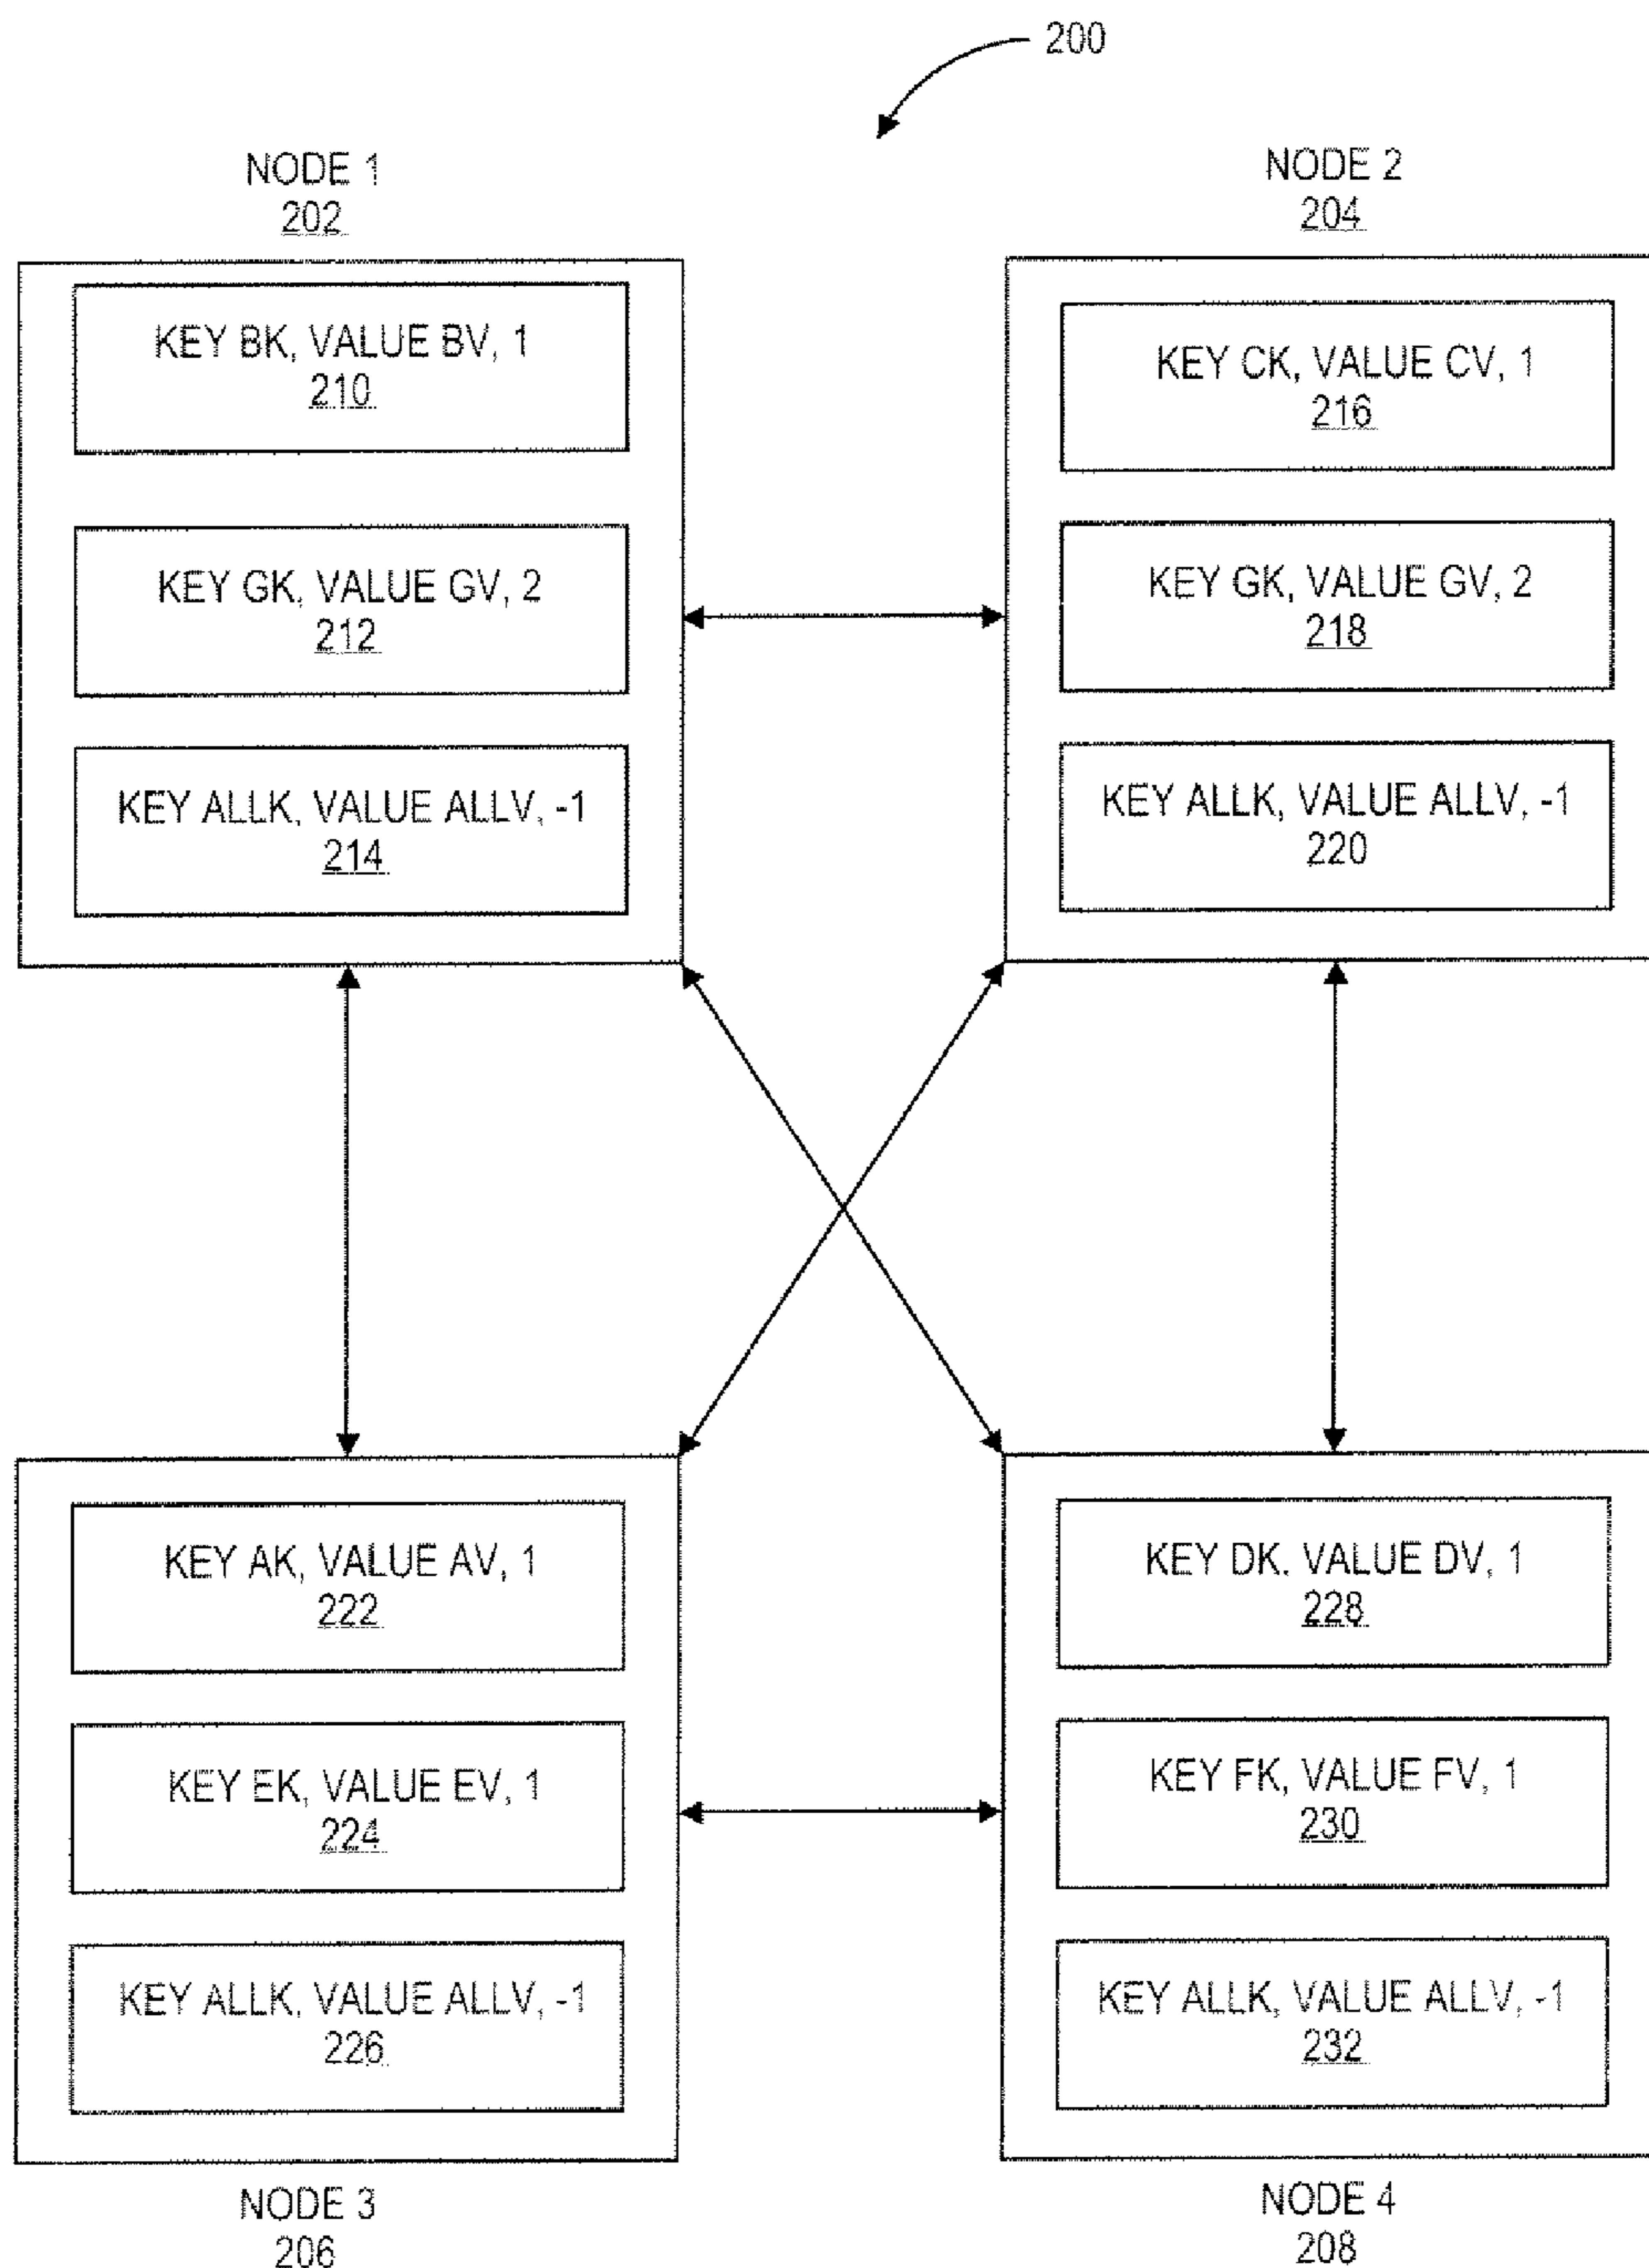 200
NODE 1
202
KEY BK, VALUE BV, 1
210
KEY GK, VALUE GV, 2
212
KEY ALLK, VALUE ALLV, -1
214
NODE 2
204
KEY CK, VALUE CV, 1
216
KEY GK, VALUE GV, 2
218
KEY ALLK, VALUE ALLV, -1
220
KEY AK, VALUE AV, 1
222
KEY EK, VALUE EV, 1
224
KEY ALLK, VALUE ALLV, -1
226
NODE 3
206
KEY DK, VALUE DV, 1
228
KEY FK, VALUE FV, 1
230
KEY ALLK, VALUE ALLV, -1
232
NODE 4
208